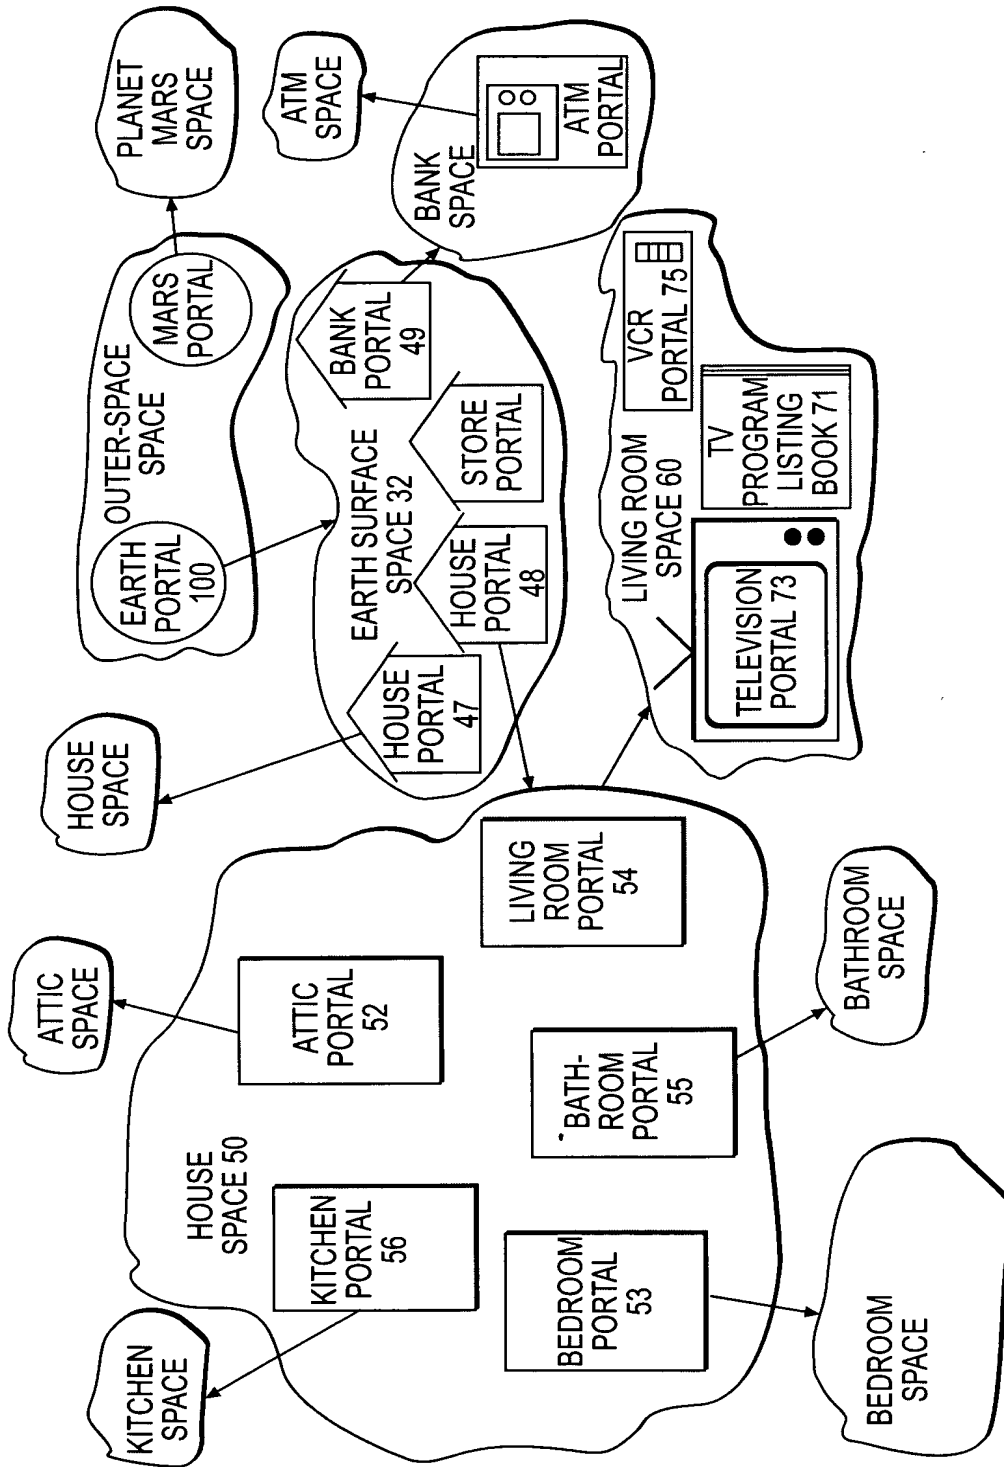 KITCHEN
SPACE
ATTIC
SPACE
HOUSE
SPACE
PLANET
MARS
SPACE
ATM
SPACE
OUTER-SPACE
SPACE
EARTH
PORTAL
100
MARS
PORTAL
HOUSE
SPACE 50
KITCHEN
PORTAL
56
ATTIC
PORTAL
52
BEDROOM
PORTAL
53
BATH-
ROOM
PORTAL
55
LIVING
ROOM
PORTAL
54
EARTH SURFACE
SPACE 32
HOUSE
PORTAL
47
HOUSE
PORTAL
48
STORE
PORTAL
BANK
PORTAL
49
BANK
SPACE
ATM
PORTAL
LIVING ROOM
SPACE 60
TELEVISION
PORTAL 73
TV
PROGRAM
LISTING
BOOK 71
VCR
PORTAL 75
BEDROOM
SPACE
BATHROOM
SPACE